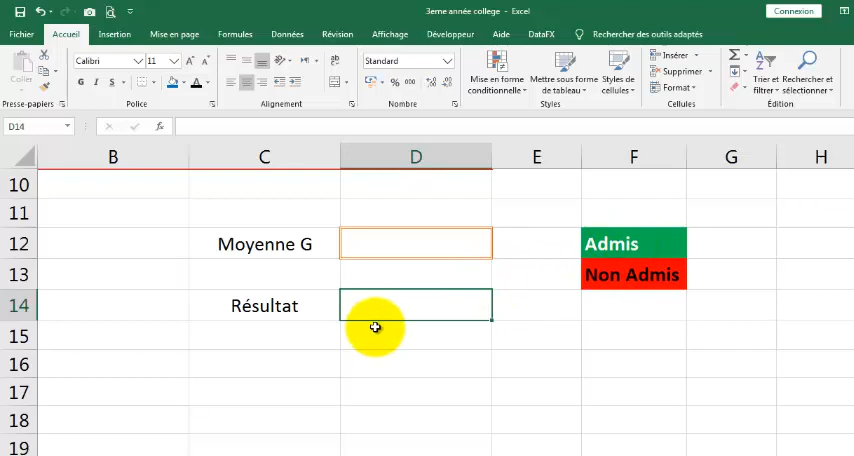 3eme année college - Excel
Connexion
Fichier Accueil Insertion Mise en page Formules Données Révision Affichage Développeur Aide DataFX Rechercher des outils adaptés
Coller
Calibri 11
G I S
Standard
% 000
Mise en forme conditionnelle
Mettre sous forme de tableau
Styles de cellules
Insérer
Supprimer
Format
Trier et filtrer
Rechercher et sélectionner
Presse-papiers Police Alignement Nombre Styles Cellules Édition
D14 fx
B C D E F G H
10
11
12 Moyenne G Admis
13 Non Admis
14 Résultat
15
16
17
18
19